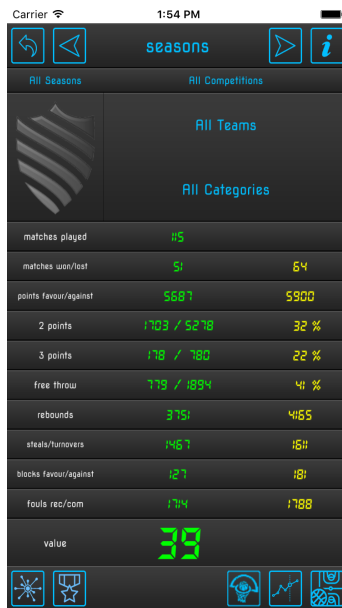 Carrier 1:54 PM
seasons i
All Seasons All Competitions
All Teams
All Categories
matches played 115
matches won/lost 51 64
points favour/against 5687 5900
2 points 1703 / 5278 32 %
3 points 178 / 780 22 %
free throw 779 / 1894 41 %
rebounds 3751 4165
steals/turnovers 1467 1611
blocks favour/against 127 181
fouls rec/com 1714 1788
value 39